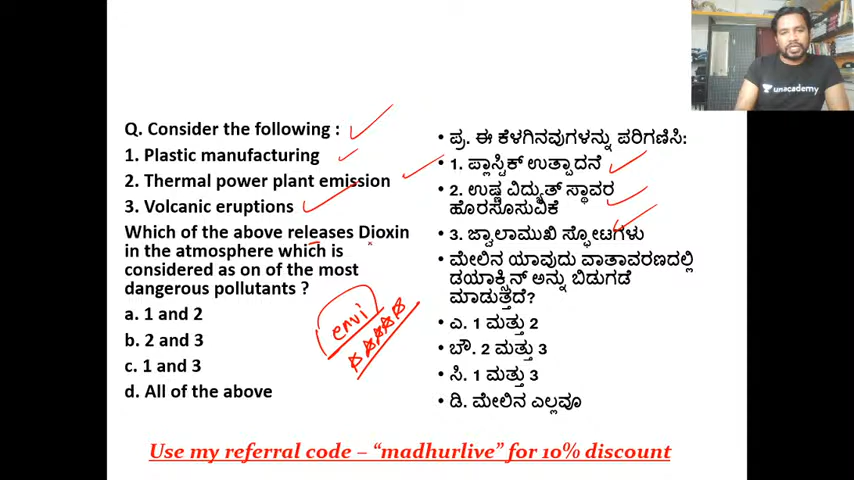 unacademy
Q. Consider the following :
1. Plastic manufacturing
2. Thermal power plant emission
3. Volcanic eruptions
Which of the above releases Dioxin
in the atmosphere which is
considered as on of the most
dangerous pollutants ?
a. 1 and 2
b. 2 and 3
c. 1 and 3
d. All of the above
envi
• ಪ್ರ. ಈ ಕೆಳಗಿನವುಗಳನ್ನು ಪರಿಗಣಿಸಿ:
• 1. ಪ್ಲಾಸ್ಟಿಕ್ ಉತ್ಪಾದನೆ
• 2. ಉಷ್ಣ ವಿದ್ಯುತ್ ಸ್ಥಾವರ
ಹೊರಸೂಸುವಿಕೆ
• 3. ಜ್ವಾಲಾಮುಖಿ ಸ್ಫೋಟಗಳು
• ಮೇಲಿನ ಯಾವುದು ವಾತಾವರಣದಲ್ಲಿ
ಡಯಾಕ್ಸಿನ್ ಅನ್ನು ಬಿಡುಗಡೆ
ಮಾಡುತ್ತದೆ?
• ಎ. 1 ಮತ್ತು 2
• ಬೌ. 2 ಮತ್ತು 3
• ಸಿ. 1 ಮತ್ತು 3
• ಡಿ. ಮೇಲಿನ ಎಲ್ಲವೂ
Use my referral code – “madhurlive” for 10% discount